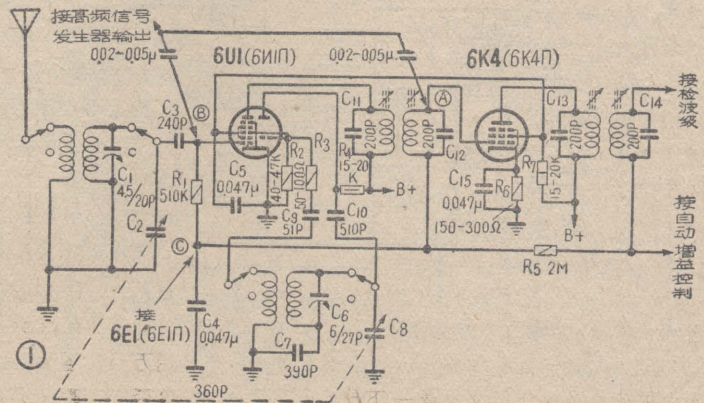 接高频信号
发生器输出
0.02~0.05μ
0.02~0.05μ
6U1(6И1П)
6K4(6K4П)
C3
240P
B
C11
200P
A
200P
C12
C13
200P
200P
C14
接检波级
C1
4.5/20P
C2
R1
510K
C5
0.047μ
R2
40-47K
R3
50-100Ω
R4
15-20
K
B+
C9
51P
C10
510P
C15
0.047μ
R6
150-300Ω
R7
15-20K
B+
C
R5 2M
接自动增益控制
接
6E1(6E1П)
C4
0.047μ
C6
6/27P
C7
390P
C8
1
360P